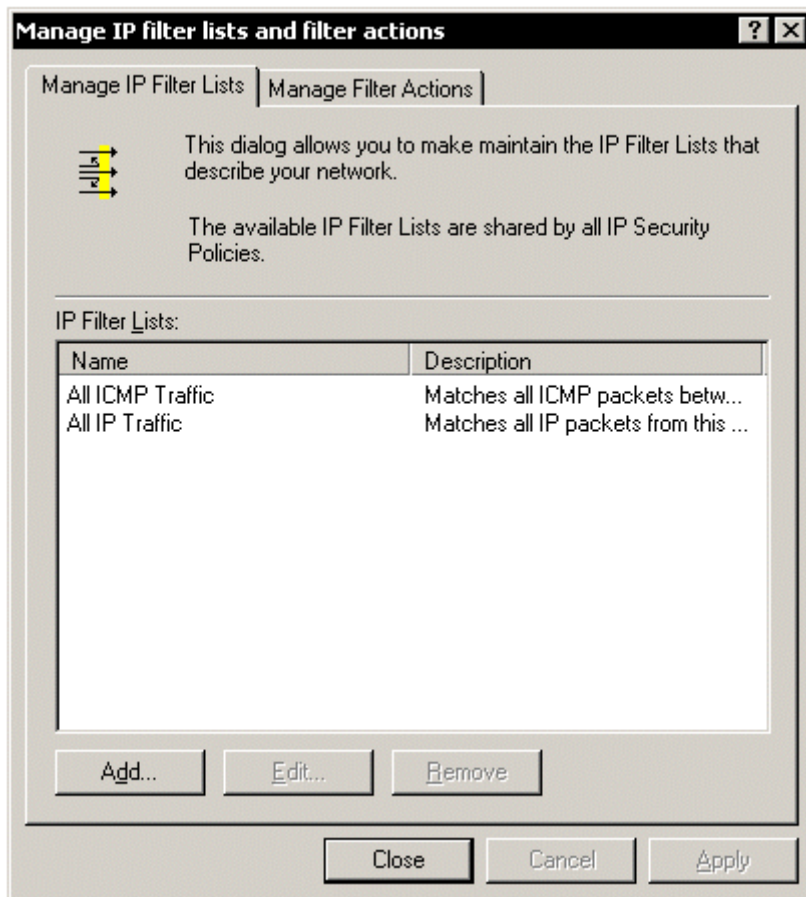 Manage IP filter lists and filter actions
Manage IP Filter Lists
Manage Filter Actions
This dialog allows you to make maintain the IP Filter Lists that
describe your network.
The available IP Filter Lists are shared by all IP Security
Policies.
IP Filter Lists:
Name Description
All ICMP Traffic Matches all ICMP packets betw...
All IP Traffic Matches all IP packets from this ...
Add... Edit... Remove
Close Cancel Apply